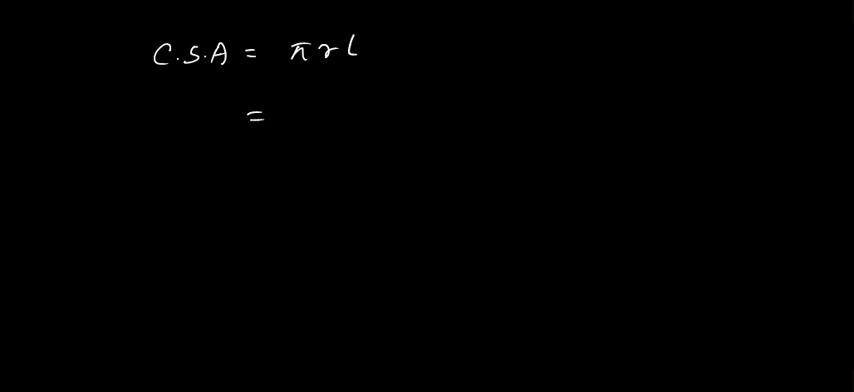 C.S.A = πrl
=